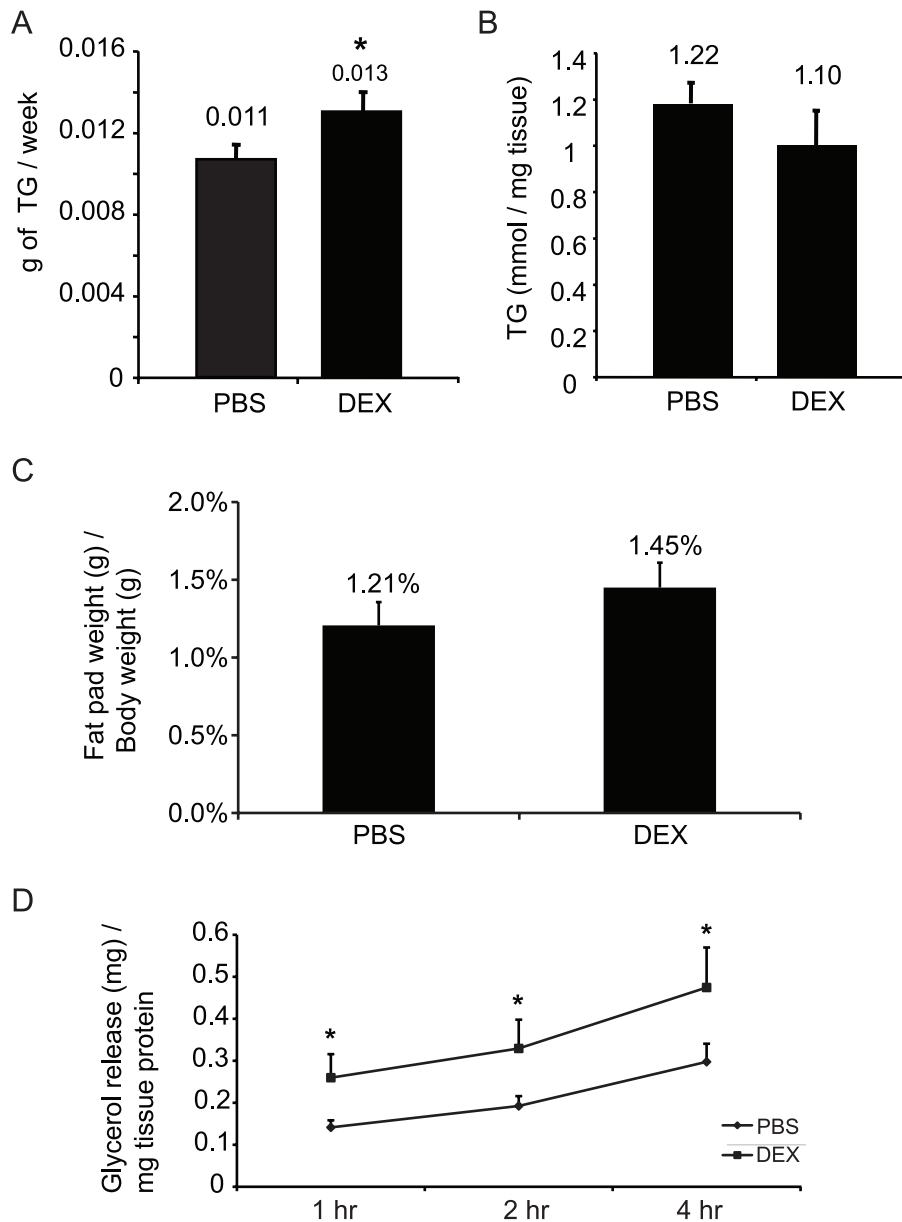 A
0.016
0.012
0.008
0.004
0
g of TG / week
0.011
*
0.013
PBS
DEX
B
1.4
1.2
1
0.8
0.6
0.4
0.2
0
TG (mmol / mg tissue)
1.22
1.10
PBS
DEX
C
2.0%
1.5%
1.0%
0.5%
0.0%
Fat pad weight (g) /
Body weight (g)
1.21%
1.45%
PBS
DEX
D
0.6
0.5
0.4
0.3
0.2
0.1
0
Glycerol release (mg) /
mg tissue protein
*
*
*
PBS
DEX
1 hr
2 hr
4 hr